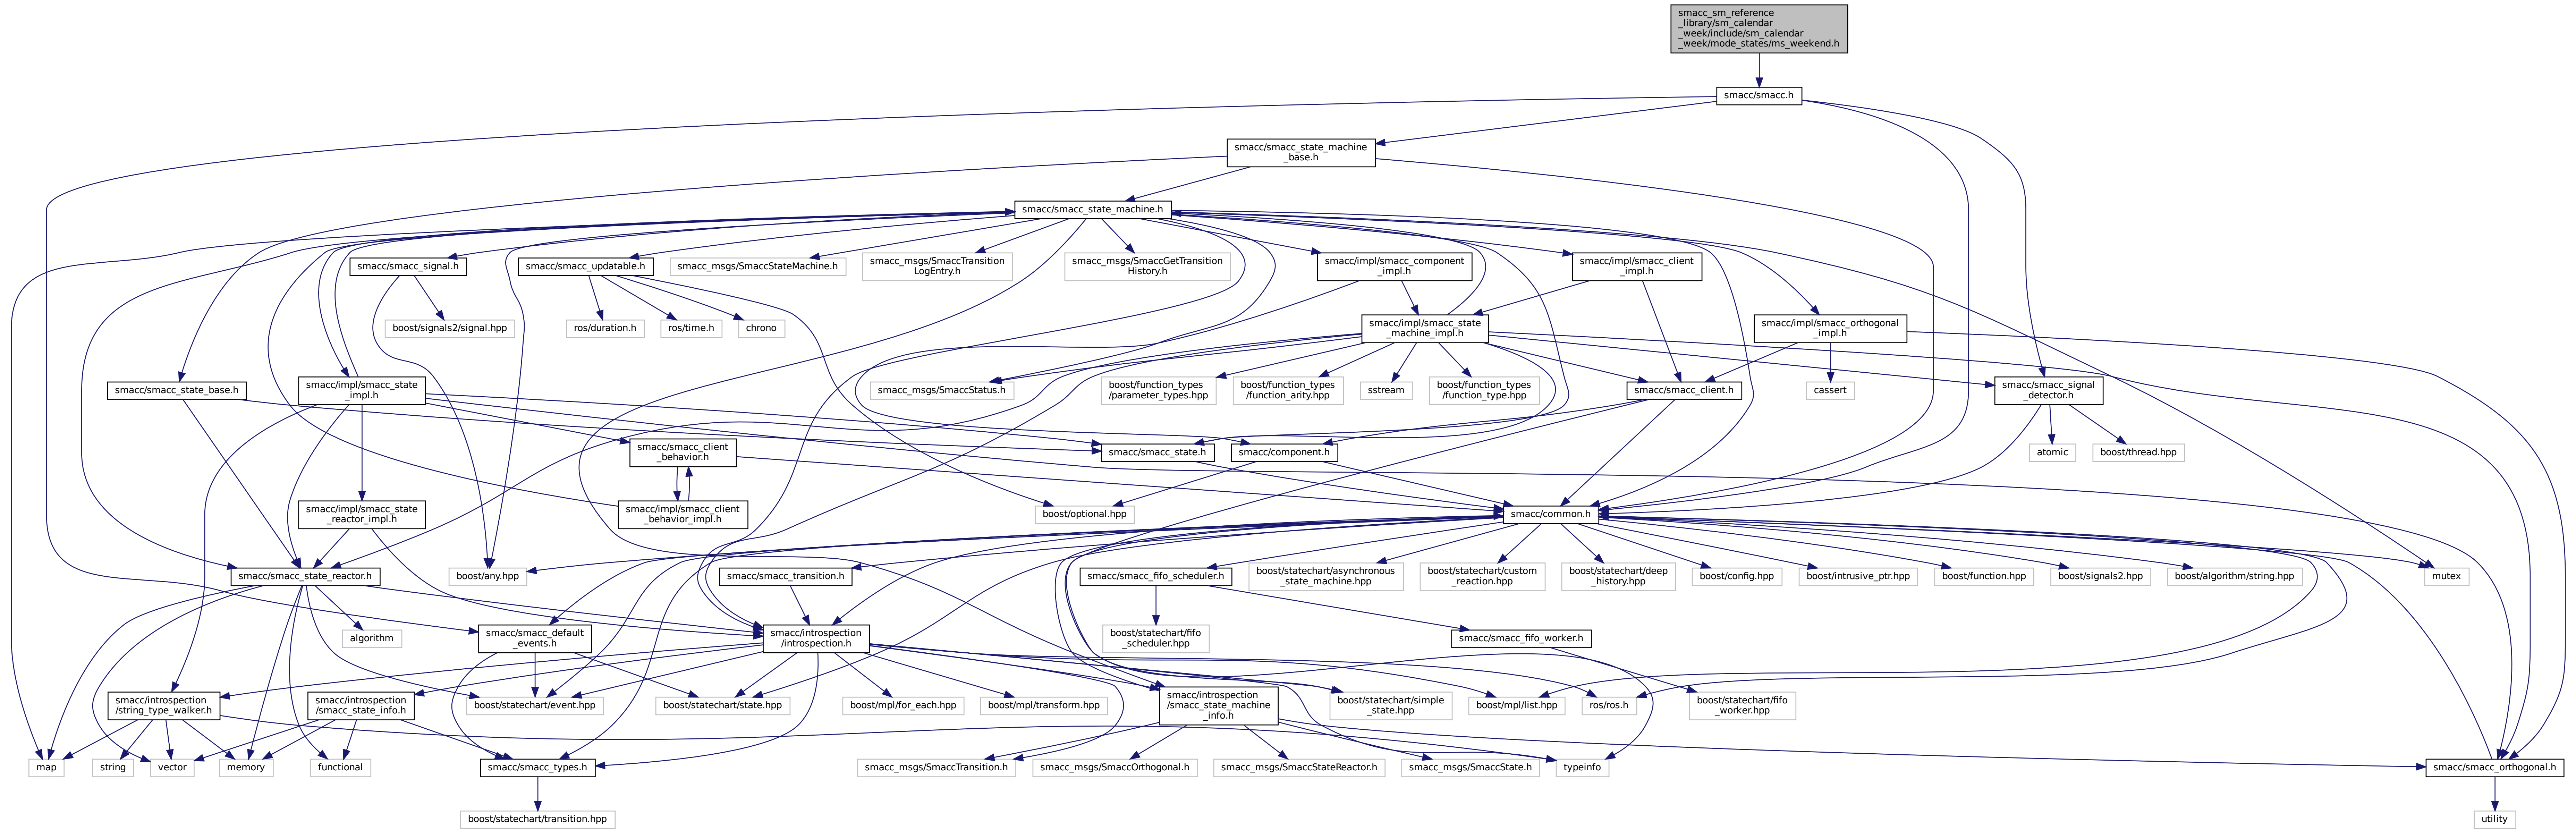 smacc_sm_reference
_library/sm_calendar
_week/include/sm_calendar
_week/mode_states/ms_weekend.h
smacc/smacc.h
smacc/smacc_state_machine
_base.h
smacc/smacc_state_machine.h
smacc/smacc_signal.h
smacc/smacc_updatable.h
smacc_msgs/SmaccStateMachine.h
smacc_msgs/SmaccTransition
LogEntry.h
smacc_msgs/SmaccGetTransition
History.h
smacc/impl/smacc_component
_impl.h
smacc/impl/smacc_client
_impl.h
boost/signals2/signal.hpp
ros/duration.h
ros/time.h
chrono
smacc/impl/smacc_state
_machine_impl.h
smacc/impl/smacc_orthogonal
_impl.h
smacc/smacc_state_base.h
smacc/impl/smacc_state
_impl.h
smacc_msgs/SmaccStatus.h
boost/function_types
/parameter_types.hpp
boost/function_types
/function_arity.hpp
sstream
boost/function_types
/function_type.hpp
smacc/smacc_client.h
cassert
smacc/smacc_signal
_detector.h
smacc/smacc_client
_behavior.h
smacc/smacc_state.h
smacc/component.h
atomic
boost/thread.hpp
smacc/impl/smacc_state
_reactor_impl.h
smacc/impl/smacc_client
_behavior_impl.h
boost/optional.hpp
smacc/common.h
smacc/smacc_state_reactor.h
boost/any.hpp
smacc/smacc_transition.h
smacc/smacc_fifo_scheduler.h
boost/statechart/asynchronous
_state_machine.hpp
boost/statechart/custom
_reaction.hpp
boost/statechart/deep
_history.hpp
boost/config.hpp
boost/intrusive_ptr.hpp
boost/function.hpp
boost/signals2.hpp
boost/algorithm/string.hpp
mutex
algorithm
smacc/smacc_default
_events.h
smacc/introspection
/introspection.h
boost/statechart/fifo
_scheduler.hpp
smacc/smacc_fifo_worker.h
smacc/introspection
/string_type_walker.h
smacc/introspection
/smacc_state_info.h
boost/statechart/event.hpp
boost/statechart/state.hpp
boost/mpl/for_each.hpp
boost/mpl/transform.hpp
smacc/introspection
/smacc_state_machine
_info.h
boost/statechart/simple
_state.hpp
boost/mpl/list.hpp
ros/ros.h
boost/statechart/fifo
_worker.hpp
map
string
vector
memory
functional
smacc/smacc_types.h
smacc_msgs/SmaccTransition.h
smacc_msgs/SmaccOrthogonal.h
smacc_msgs/SmaccStateReactor.h
smacc_msgs/SmaccState.h
typeinfo
smacc/smacc_orthogonal.h
boost/statechart/transition.hpp
utility